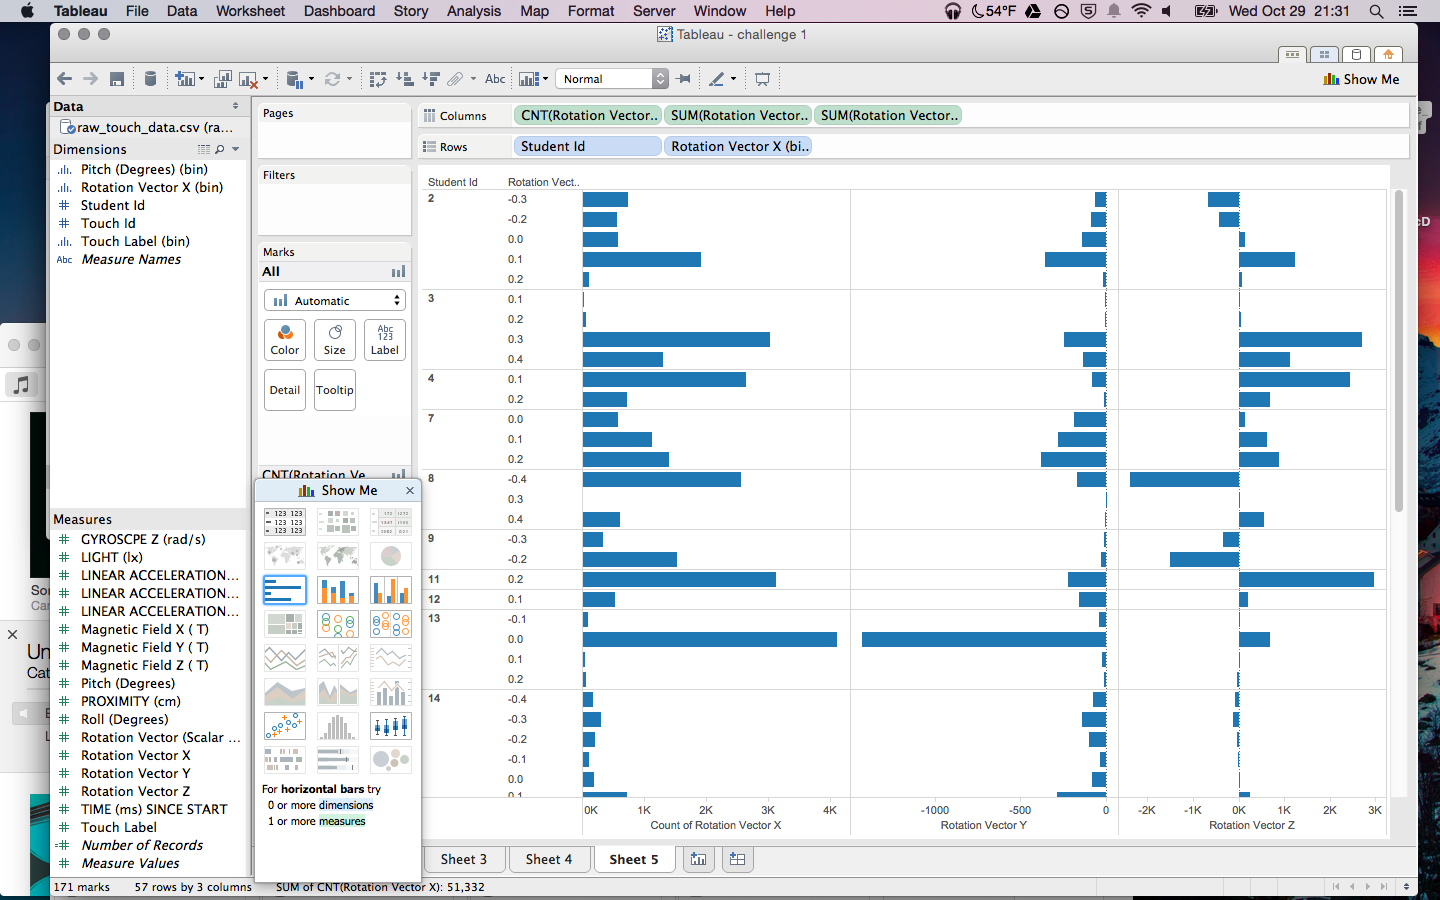 Tableau File Data Worksheet Dashboard Story Analysis Map Format Server Window Help 54°F Wed Oct 29 21:31
Tableau - challenge 1
Abc Normal Show Me
Data
raw_touch_data.csv (ra...
Dimensions
Pitch (Degrees) (bin)
Rotation Vector X (bin)
Student Id
Touch Id
Touch Label (bin)
Abc Measure Names
Measures
GYROSCPE Z (rad/s)
LIGHT (lx)
LINEAR ACCELERATION...
LINEAR ACCELERATION...
LINEAR ACCELERATION...
Magnetic Field X ( T)
Magnetic Field Y ( T)
Magnetic Field Z ( T)
Pitch (Degrees)
PROXIMITY (cm)
Roll (Degrees)
Rotation Vector (Scalar ...
Rotation Vector X
Rotation Vector Y
Rotation Vector Z
TIME (ms) SINCE START
Touch Label
Number of Records
Measure Values
Pages
Filters
Marks
All
Automatic
Color Size Abc 123 Label
Detail Tooltip
CNT(Rotation Ve
Show Me
For horizontal bars try
0 or more dimensions
1 or more measures
Columns CNT(Rotation Vector.. SUM(Rotation Vector.. SUM(Rotation Vector..
Rows Student Id Rotation Vector X (bi..
Student Id Rotation Vect..
2 -0.3
-0.2
0.0
0.1
0.2
3 0.1
0.2
0.3
0.4
4 0.1
0.2
7 0.0
0.1
0.2
8 -0.4
0.3
0.4
9 -0.3
-0.2
11 0.2
12 0.1
13 -0.1
0.0
0.1
0.2
14 -0.4
-0.3
-0.2
-0.1
0.0
0.1
0K 1K 2K 3K 4K -1000 -500 0 -2K -1K 0K 1K 2K 3K
Count of Rotation Vector X Rotation Vector Y Rotation Vector Z
Sheet 3 Sheet 4 Sheet 5
171 marks 57 rows by 3 columns SUM of CNT(Rotation Vector X): 51,332